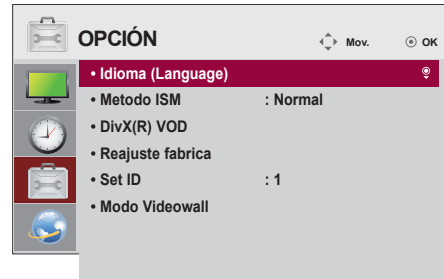 OPCIÓN Mov. OK
• Idioma (Language)
• Metodo ISM : Normal
• DivX(R) VOD
• Reajuste fabrica
• Set ID : 1
• Modo Videowall